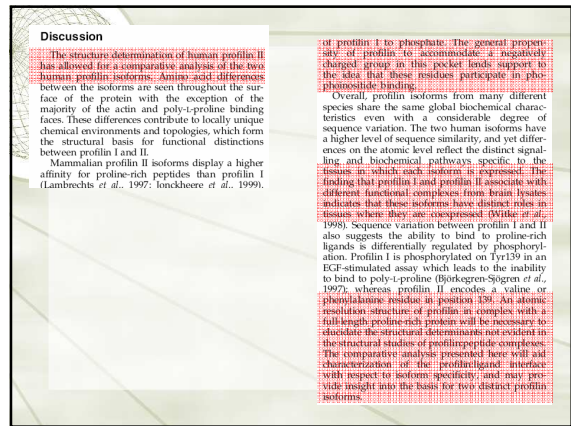 Discussion
The structure determination of human profilin II
has allowed for a comparative analysis of the two
human profilin isoforms. Amino acid differences
between the isoforms are seen throughout the sur-
face of the protein with the exception of the
majority of the actin and poly-L-proline binding
faces. These differences contribute to locally unique
chemical environments and topologies, which form
the structural basis for functional distinctions
between profilin I and II.
Mammalian profilin II isoforms display a higher
affinity for proline-rich peptides than profilin I
(Lambrechts et al., 1997; Jonckheere et al., 1999).
of profilin I to phosphate. The general propen-
sity of profilin to accommodate a negatively
charged group in this pocket lends support to
the idea that these residues participate in pho-
phoinositide binding.
Overall, profilin isoforms from many different
species share the same global biochemical charac-
teristics even with a considerable degree of
sequence variation. The two human isoforms have
a higher level of sequence similarity, and yet differ-
ences on the atomic level reflect the distinct signal-
ling and biochemical pathways specific to the
tissues in which each isoform is expressed. The
finding that profilin I and profilin II associate with
different functional complexes from brain lysates
indicates that these isoforms have distinct roles in
tissues where they are coexpressed (Witke et al.,
1998). Sequence variation between profilin I and II
also suggests the ability to bind to proline-rich
ligands is differentially regulated by phosphoryl-
ation. Profilin I is phosphorylated on Tyr139 in an
EGF-stimulated assay which leads to the inability
to bind to poly-L-proline (Björkegren-Sjögren et al.,
1997); whereas profilin II encodes a valine or
phenylalanine residue in position 139. An atomic
resolution structure of profilin in complex with a
full-length proline-rich protein will be necessary to
elucidate the structural determinants not evident in
the structural studies of profilin:peptide complexes.
The comparative analysis presented here will aid
characterization of the profilin:ligand interface
with respect to isoform specificity, and may pro-
vide insight into the basis for two distinct profilin
isoforms.